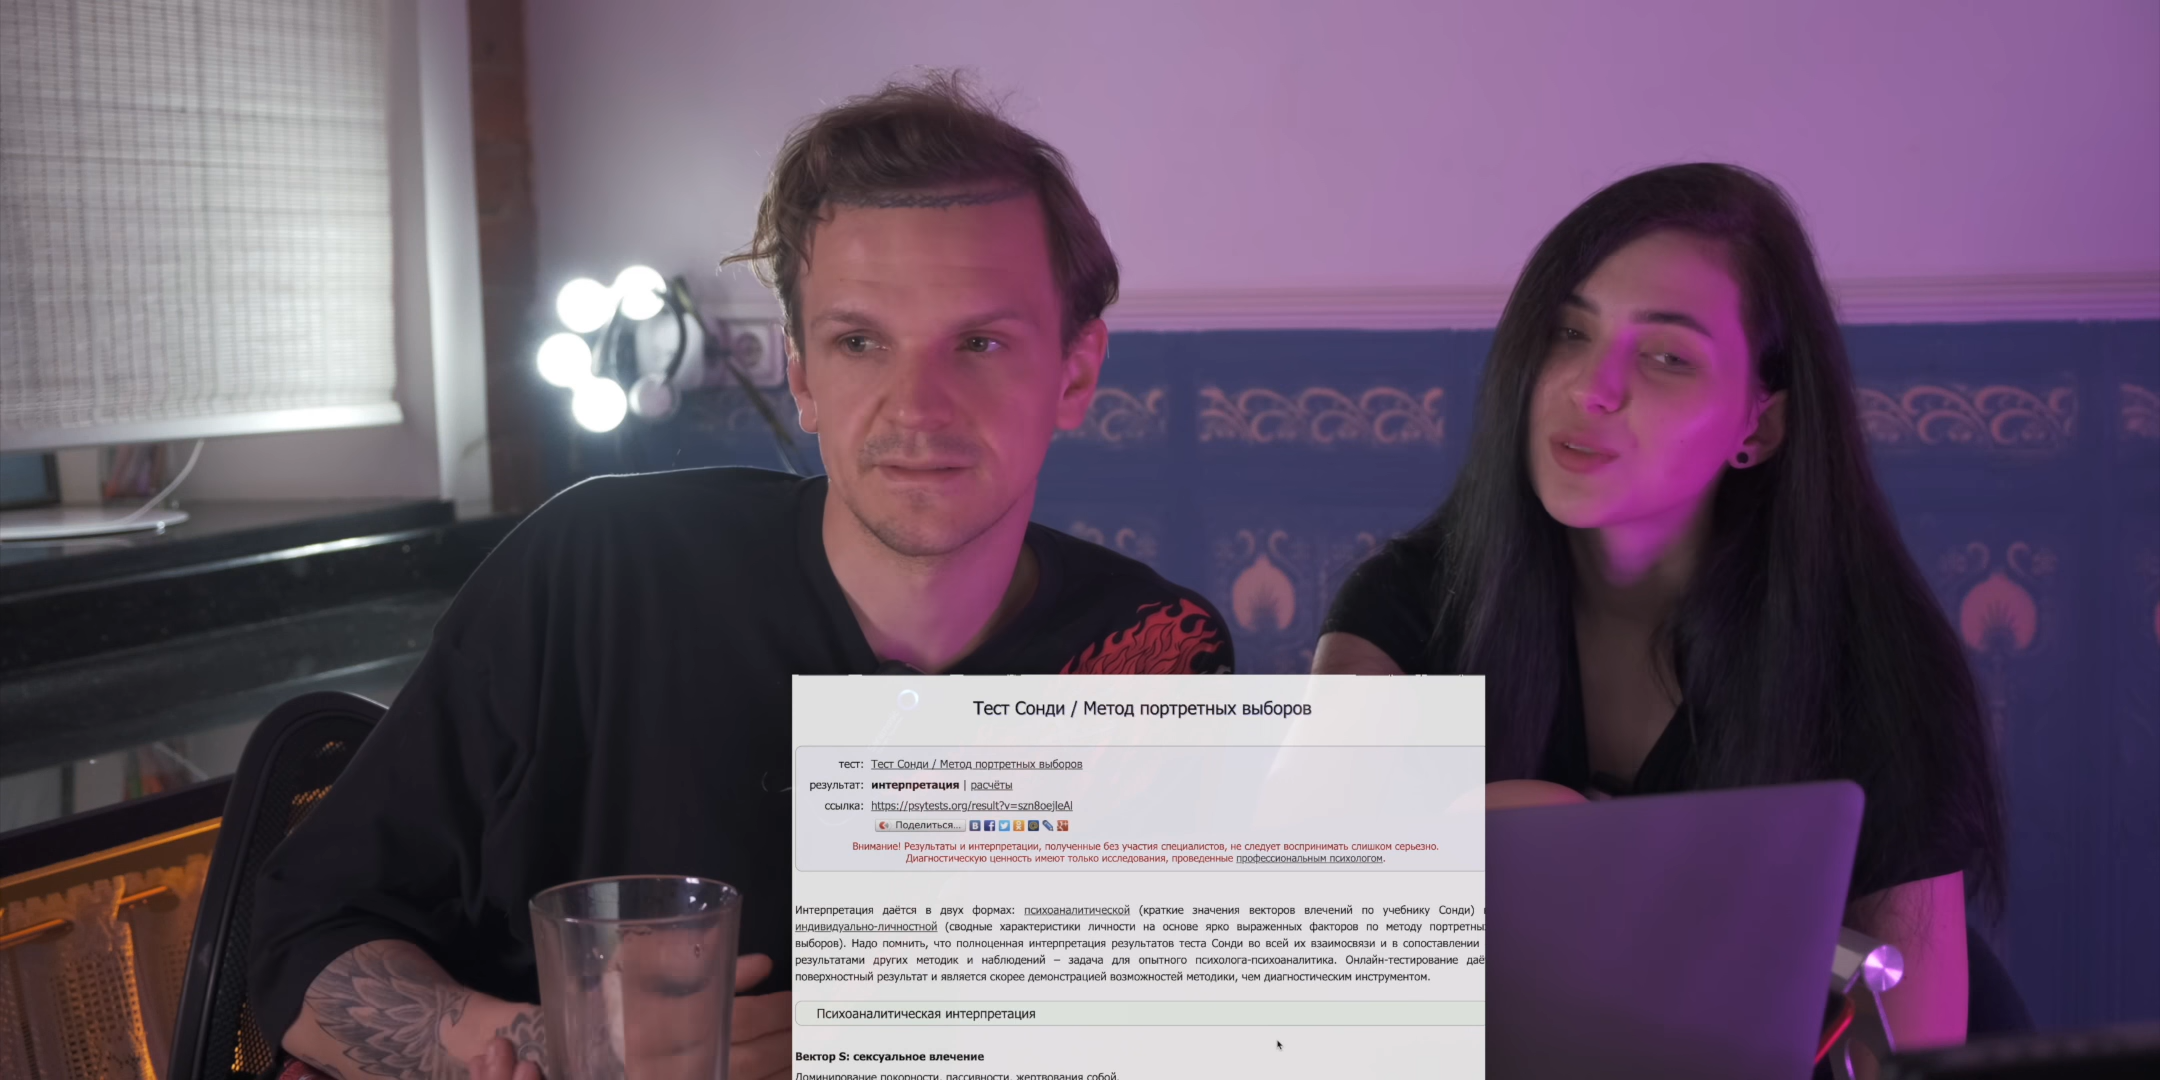 Тест Сонди / Метод портретных выборов
тест: Тест Сонди / Метод портретных выборов
результат: интерпретация | расчёты
ссылка: https://psytests.org/result?v=szn8oejleAl
Поделиться...
Внимание! Результаты и интерпретации, полученные без участия специалистов, не следует воспринимать слишком серьезно.
Диагностическую ценность имеют только исследования, проведенные профессиональным психологом.
Интерпретация даётся в двух формах: психоаналитической (краткие значения векторов влечений по учебнику Сонди)
индивидуально-личностной (сводные характеристики личности на основе ярко выраженных факторов по методу
выборов). Надо помнить, что полноценная интерпретация результатов теста Сонди во всей их взаимосвязи и в сопоставлении
результатами других методик и наблюдений – задача для опытного психолога-психоаналитика. Онлайн-тестирование
поверхностный результат и является скорее демонстрацией возможностей методики, чем диагностическим инструментом.
Психоаналитическая интерпретация
Вектор S: сексуальное влечение
Доминирование покорности, пассивности, жертвования собой.